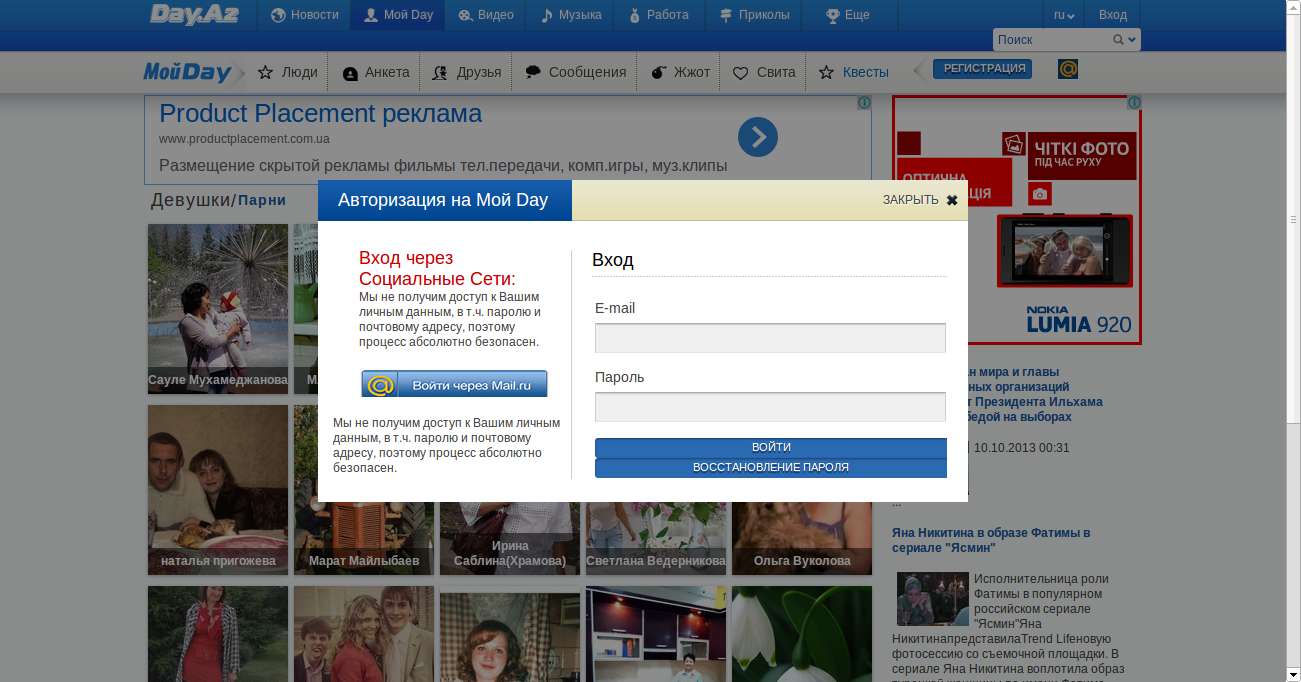 Day.Az
Новости
Мой Day
Видео
Музыка
Работа
Приколы
Еще
ru
Вход
Поиск
МойDay
Люди
Анкета
Друзья
Сообщения
Жжот
Свита
Квесты
РЕГИСТРАЦИЯ
Product Placement реклама
www.productplacement.com.ua
Размещение скрытой рекламы фильмы тел.передачи, комп.игры, муз.клипы
ЧІТКІ ФОТО
ПІД ЧАС РУХУ
ОПТИЧНА
ЦІЯ
NOKIA
LUMIA 920
Девушки/Парни
Авторизация на Мой Day
ЗАКРЫТЬ
Вход через
Социальные Сети:
Мы не получим доступ к Вашим
личным данным, в т.ч. паролю и
почтовому адресу, поэтому
процесс абсолютно безопасен.
Войти через Mail.ru
Мы не получим доступ к Вашим личным
данным, в т.ч. паролю и почтовому
адресу, поэтому процесс абсолютно
безопасен.
Вход
E-mail
Пароль
ВОЙТИ
ВОССТАНОВЛЕНИЕ ПАРОЛЯ
Сауле Мухамеджанова
наталья пригожева
Марат Майлыбаев
Ирина
Саблина(Храмова)
Светлана Ведерникова
Ольга Вуколова
н мира и главы
ных организаций
т Президента Ильхама
бедой на выборах
10.10.2013 00:31
...
Яна Никитина в образе Фатимы в
сериале "Ясмин"
Исполнительница роли
Фатимы в популярном
российском сериале
"Ясмин"Яна
НикитинапредставилаTrend Lifeновую
фотосессию со съемочной площадки. В
сериале Яна Никитина воплотила образ